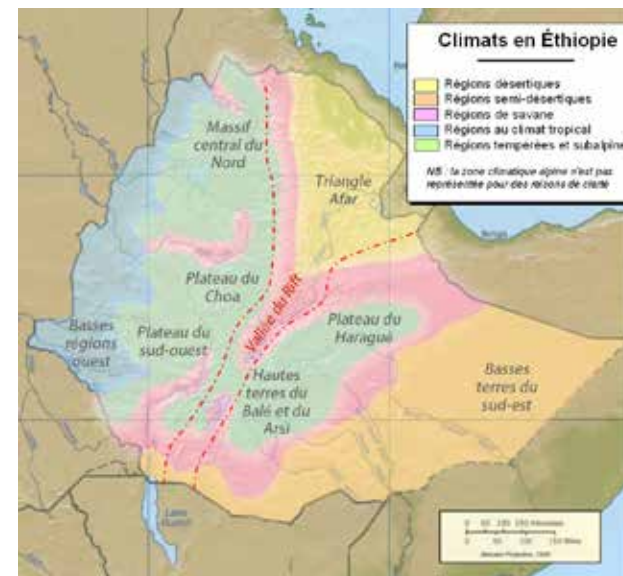 Climats en Éthiopie
Régions désertiques
Régions semi-désertiques
Régions de savane
Régions au climat tropical
Régions temperées et subalpine
NB : la zone climatique alpine n'est pas
représentée pour des raisons de clarté
Massif
central du
Nord
Triangle
Afar
Plateau du
Choa
Vallée du Rift
Plateau du
Haragué
Basses
régions
ouest
Plateau du
sud-ouest
Hautes
terres du
Balé et du
Arsi
Basses
terres du
sud-est